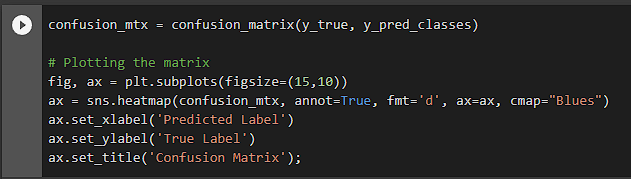 confusion_mtx = confusion_matrix(y_true, y_pred_classes)
# Plotting the matrix
fig, ax = plt.subplots(figsize=(15,10))
ax = sns.heatmap(confusion_mtx, annot=True, fmt='d', ax=ax, cmap="Blues")
ax.set_xlabel('Predicted Label')
ax.set_ylabel('True Label')
ax.set_title('Confusion Matrix');